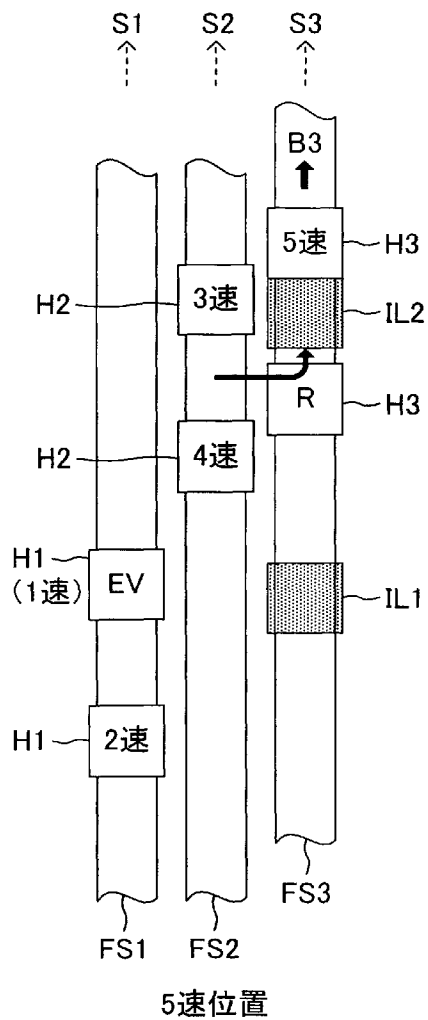 S1 S2 S3
B3
5速 H3
H2 3速 IL2
R H3
H2 4速
H1
(1速) EV IL1
H1 2速
FS3
FS1 FS2
5速位置